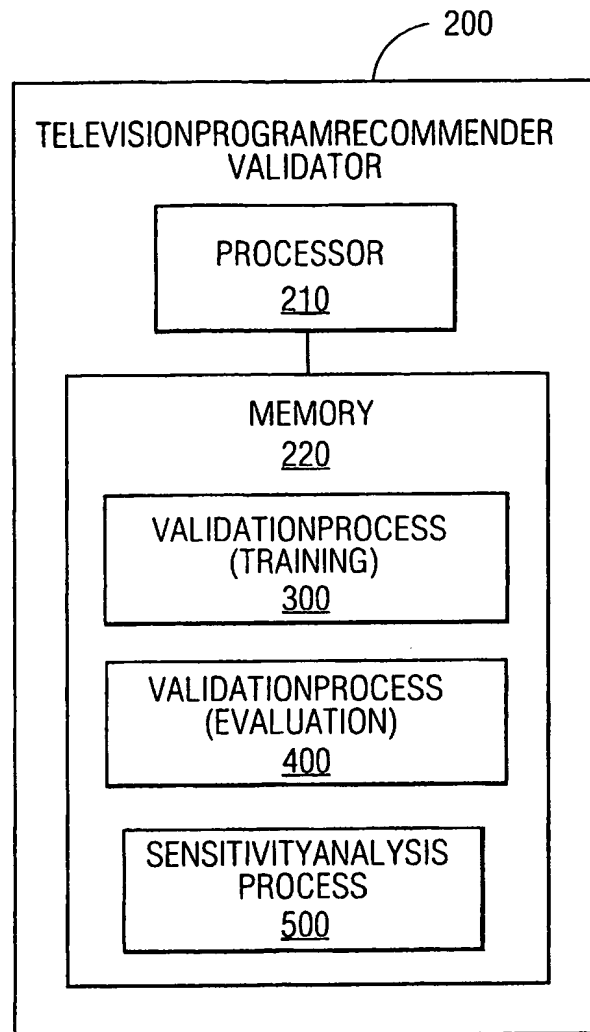 200
TELEVISIONPROGRAMRECOMMENDER
VALIDATOR
PROCESSOR
210
MEMORY
220
VALIDATIONPROCESS
(TRAINING)
300
VALIDATIONPROCESS
(EVALUATION)
400
SENSITIVITYANALYSIS
PROCESS
500